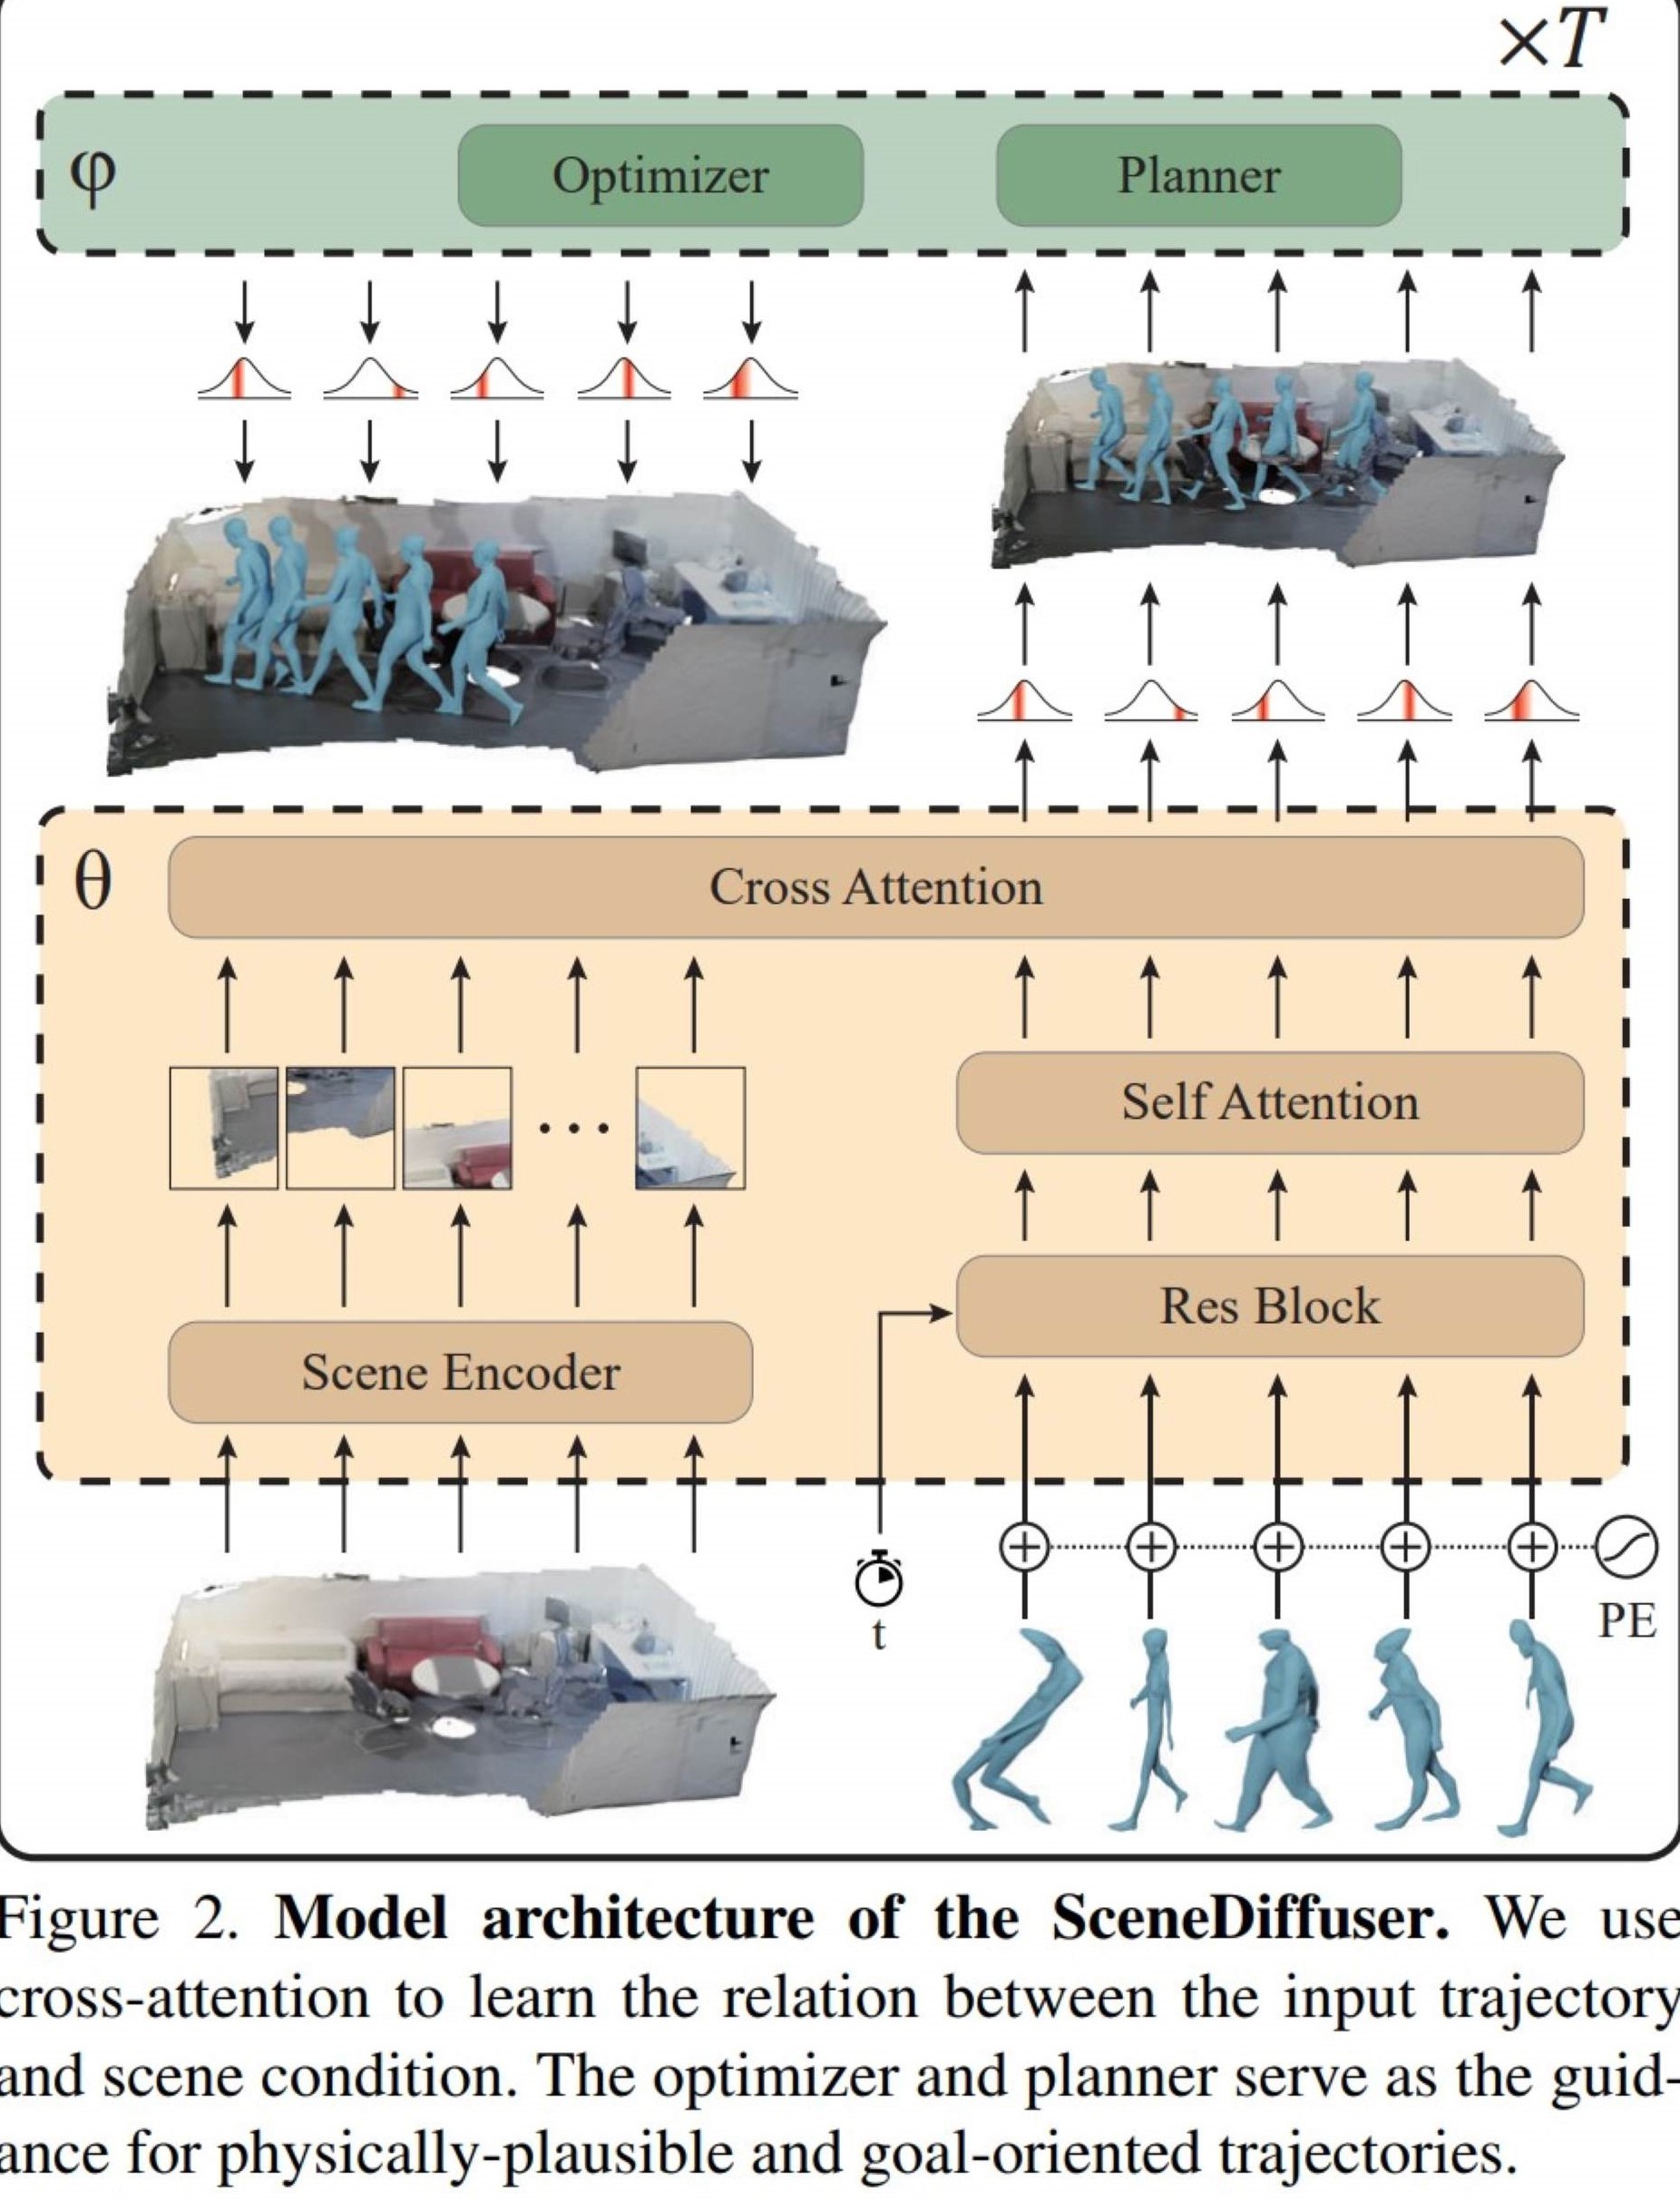 ×T
φ
Optimizer
Planner
θ
Cross Attention
Self Attention
Res Block
Scene Encoder
t
PE
Figure 2. Model architecture of the SceneDiffuser. We use
cross-attention to learn the relation between the input trajectory
and scene condition. The optimizer and planner serve as the guid-
ance for physically-plausible and goal-oriented trajectories.